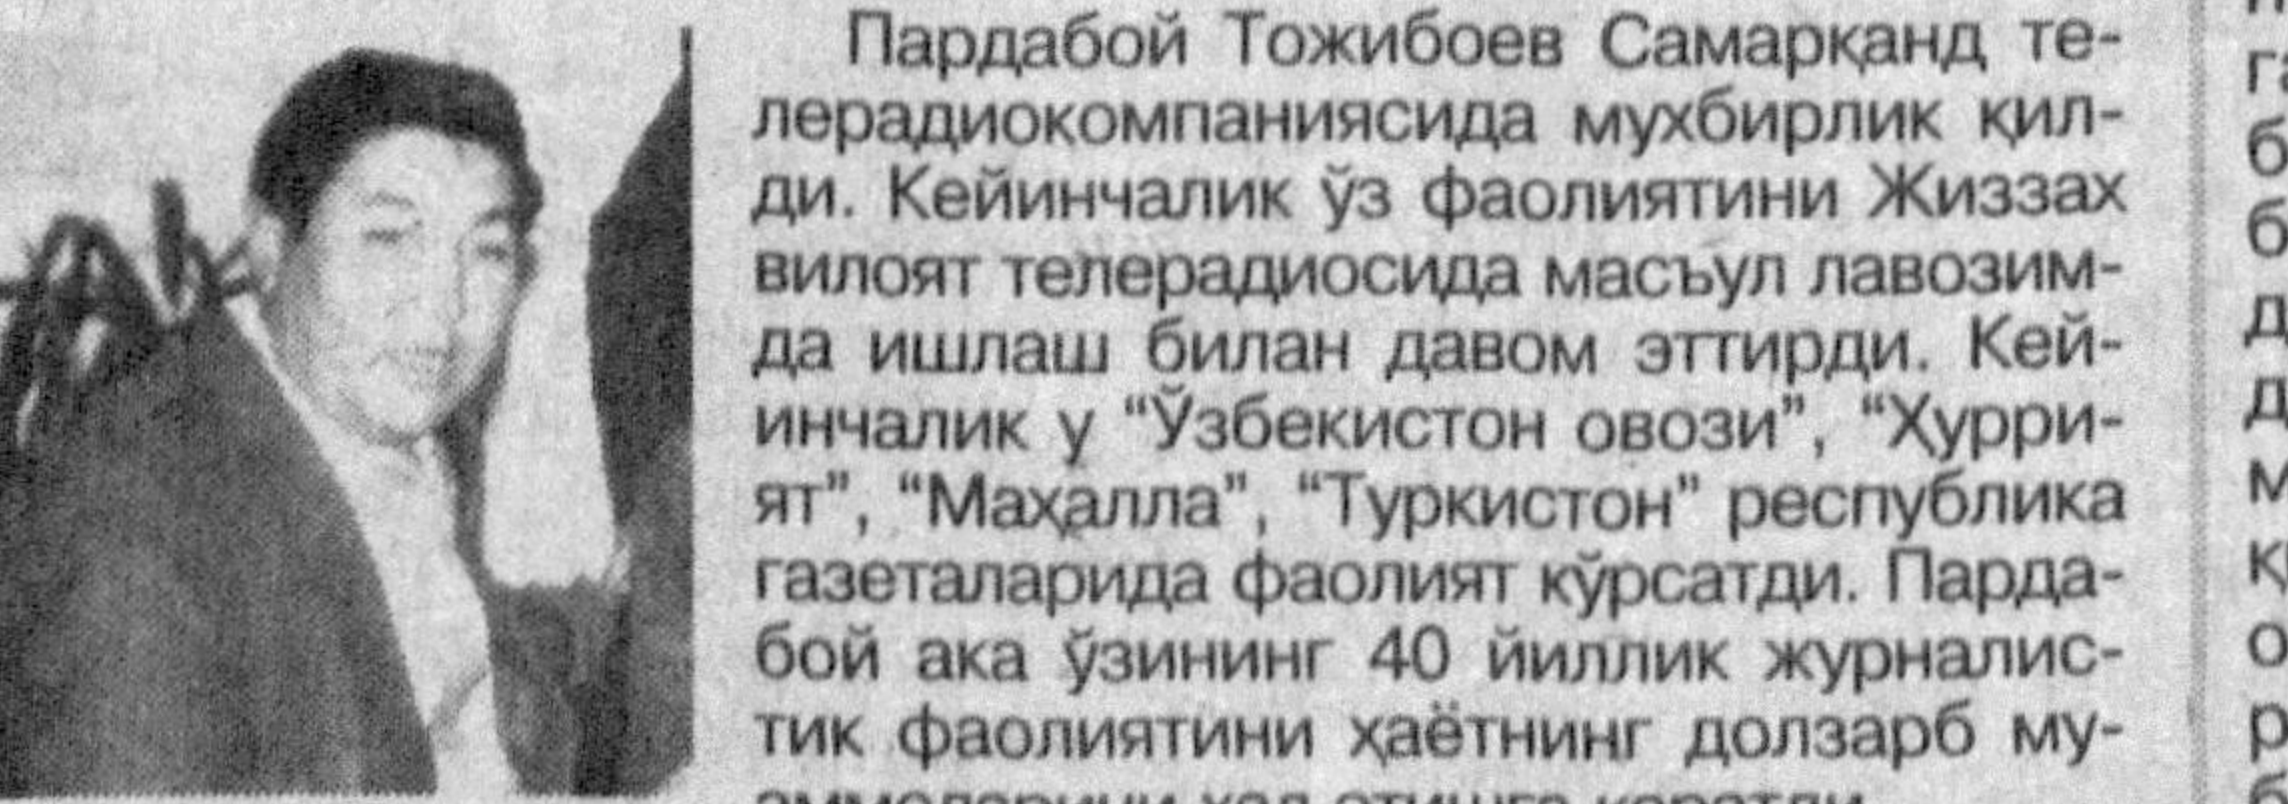 Пардабой Тожибоев Самарқанд те-
лерадиокомпаниясида мухбирлик қил-
ди. Кейинчалик ўз фаолиятини Жиззах
вилоят телерадиосида масъул лавозим-
да ишлаш билан давом эттирди. Кей-
инчалик у “Ўзбекистон овози”, “Ҳурри-
ят”, “Маҳалла”, “Туркистон” республика
газеталарида фаолият кўрсатди. Парда-
бой ака ўзининг 40 йиллик журналис-
тик фаолиятини ҳаётнинг долзарб му-